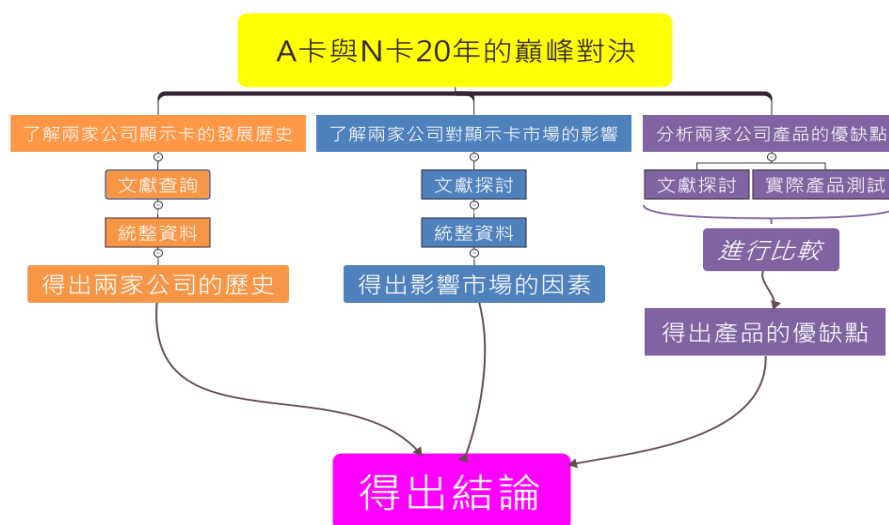 A卡與N卡20年的巔峰對決
了解兩家公司顯示卡的發展歷史
文獻查詢
統整資料
得出兩家公司的歷史
了解兩家公司對顯示卡市場的影響
文獻探討
統整資料
得出影響市場的因素
分析兩家公司產品的優缺點
文獻探討
實際產品測試
進行比較
得出產品的優缺點
得出結論